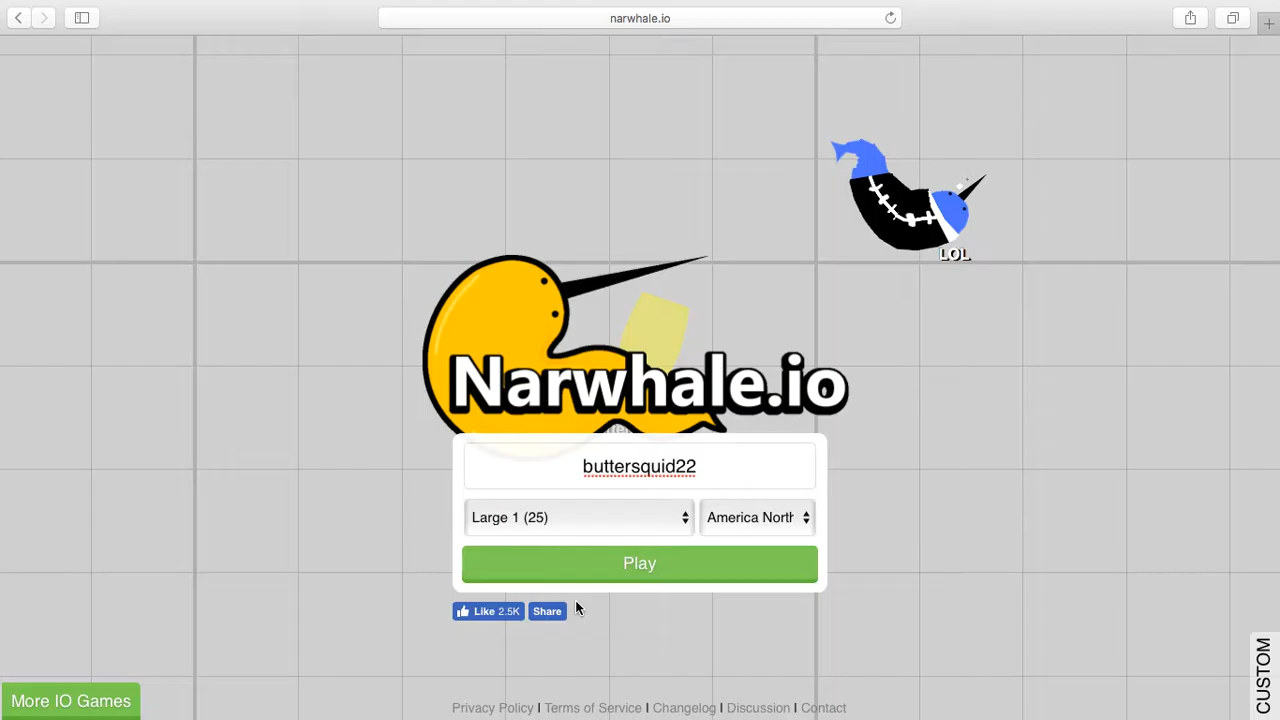 narwhale.io
LOL
Narwhale.io
buttersquid22
Large 1 (25)
America North
Play
Like 2.5K
Share
CUSTOM
More IO Games
Privacy Policy I Terms of Service I Changelog I Discussion I Contact